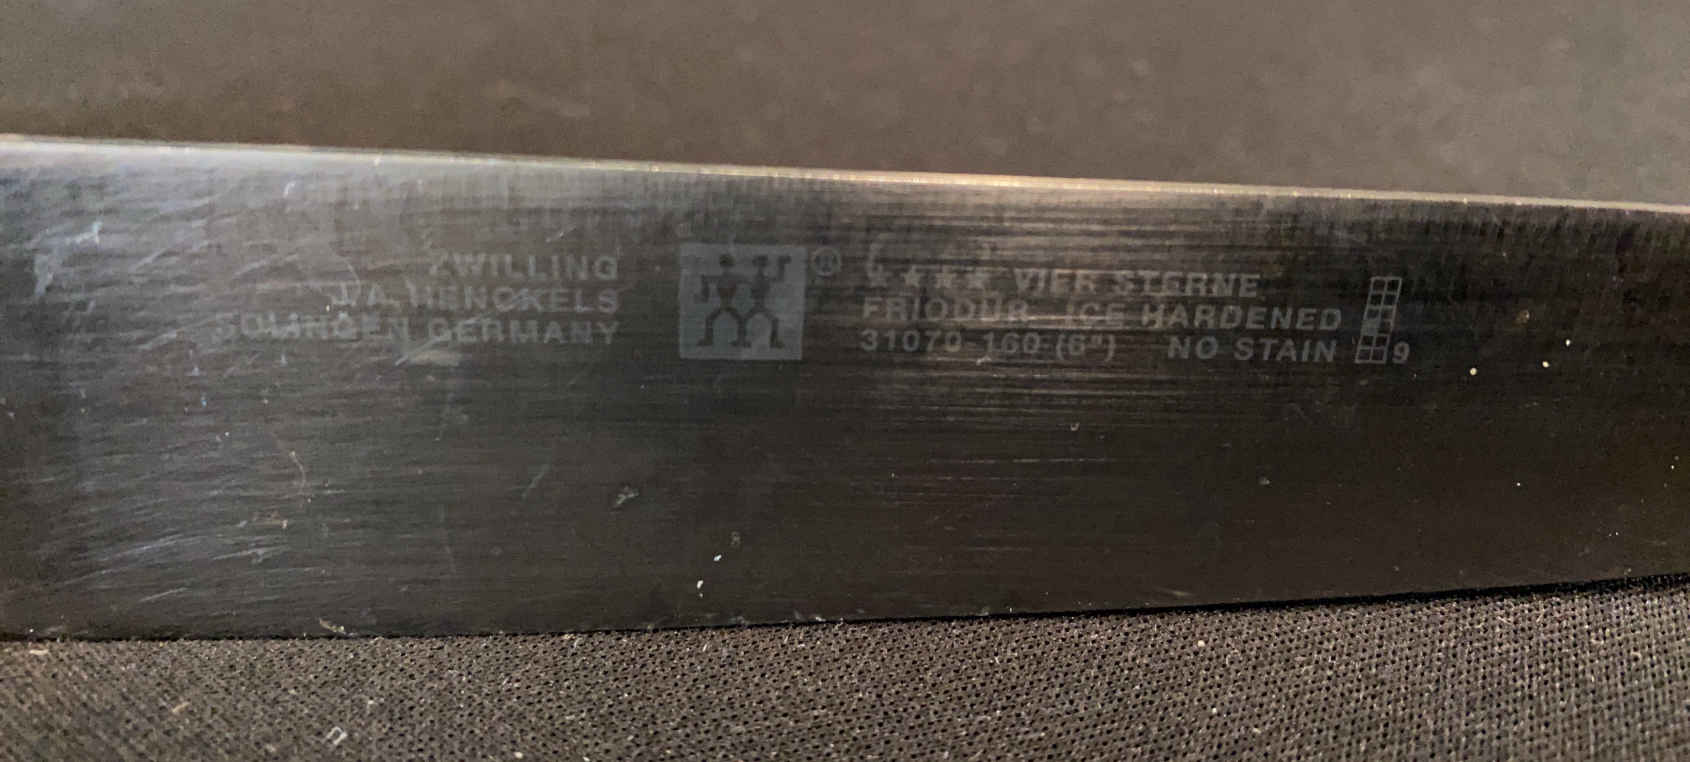 ZWILLING
J.A. HENCKELS
SOLINGEN GERMANY
®
★★★★ VIER STERNE
FRIODUR ICE HARDENED
31070-160 (6") NO STAIN
9